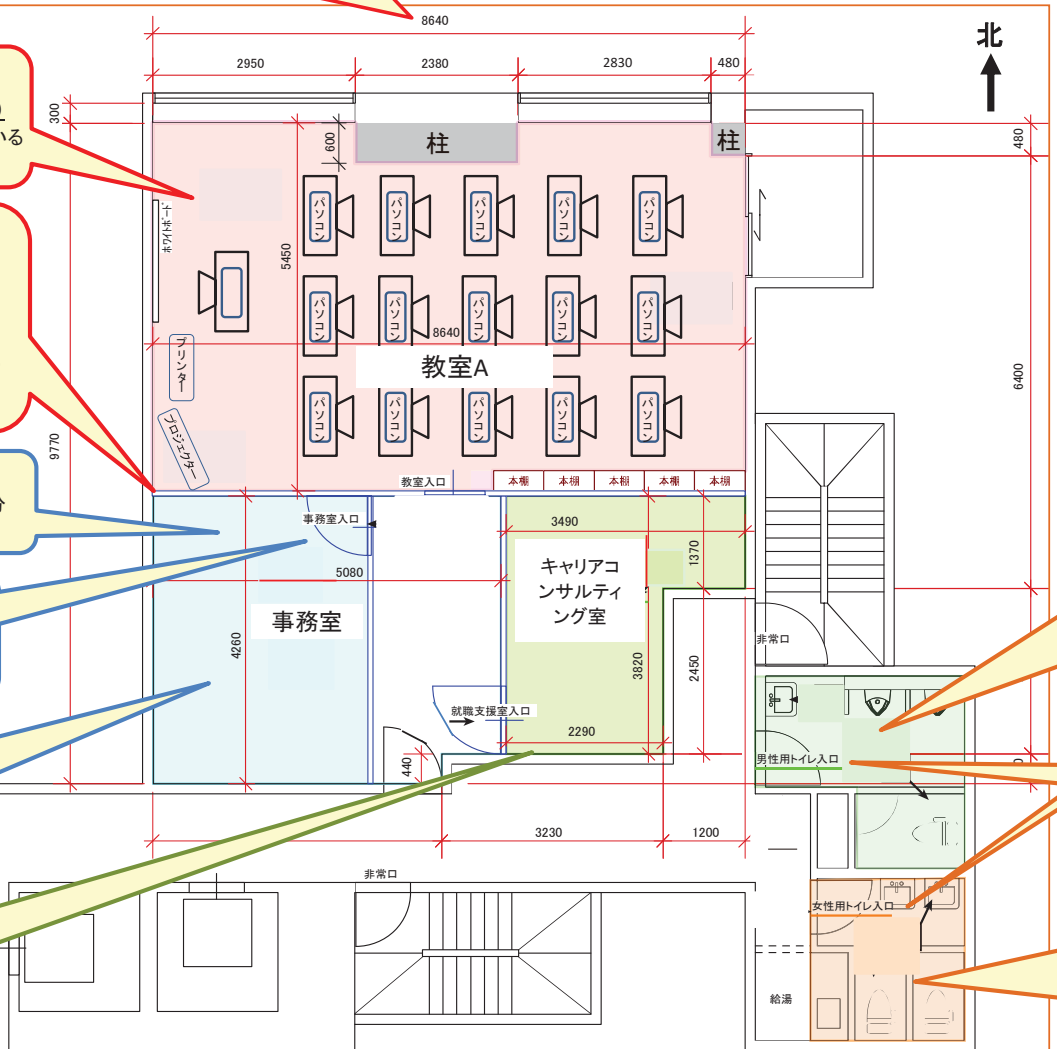 8640
北
2950
2380
2830
480
300
いる
600
柱
柱
480
ホワイトボード
パソコン
パソコン
パソコン
パソコン
パソコン
5450
パソコン
パソコン
パソコン
パソコン
パソコン
8640
プリンター
教室A
6400
パソコン
パソコン
パソコン
パソコン
パソコン
プロジェクター
9770
教室入口
本棚
本棚
本棚
本棚
本棚
分
事務室入口
3490
1370
キャリアコ
ンサルティ
ング室
5080
事務室
4260
3820
2450
非常口
就職支援室入口
2290
440
男性用トイレ入口
3230
1200
非常口
女性用トイレ入口
給湯